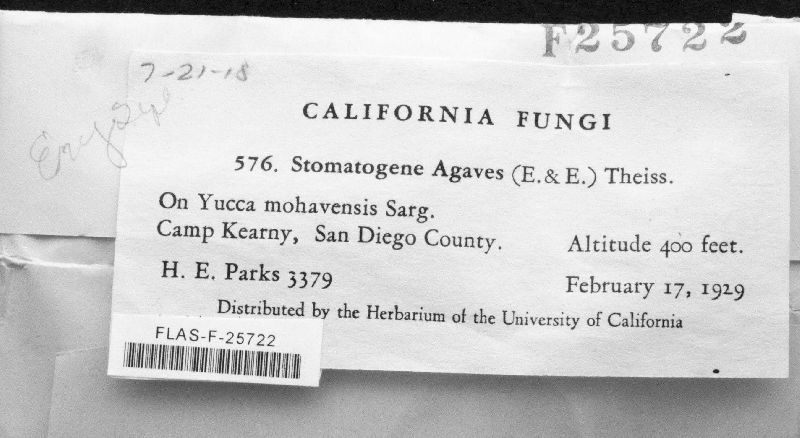 F25722
7-21-18
CALIFORNIA FUNGI
576. Stomatogene Agaves (E. & E.) Theiss.
On Yucca mohavensis Sarg.
Camp Kearny, San Diego County. Altitude 400 feet.
H. E. Parks 3379 February 17, 1929
Distributed by the Herbarium of the University of California
FLAS-F-25722